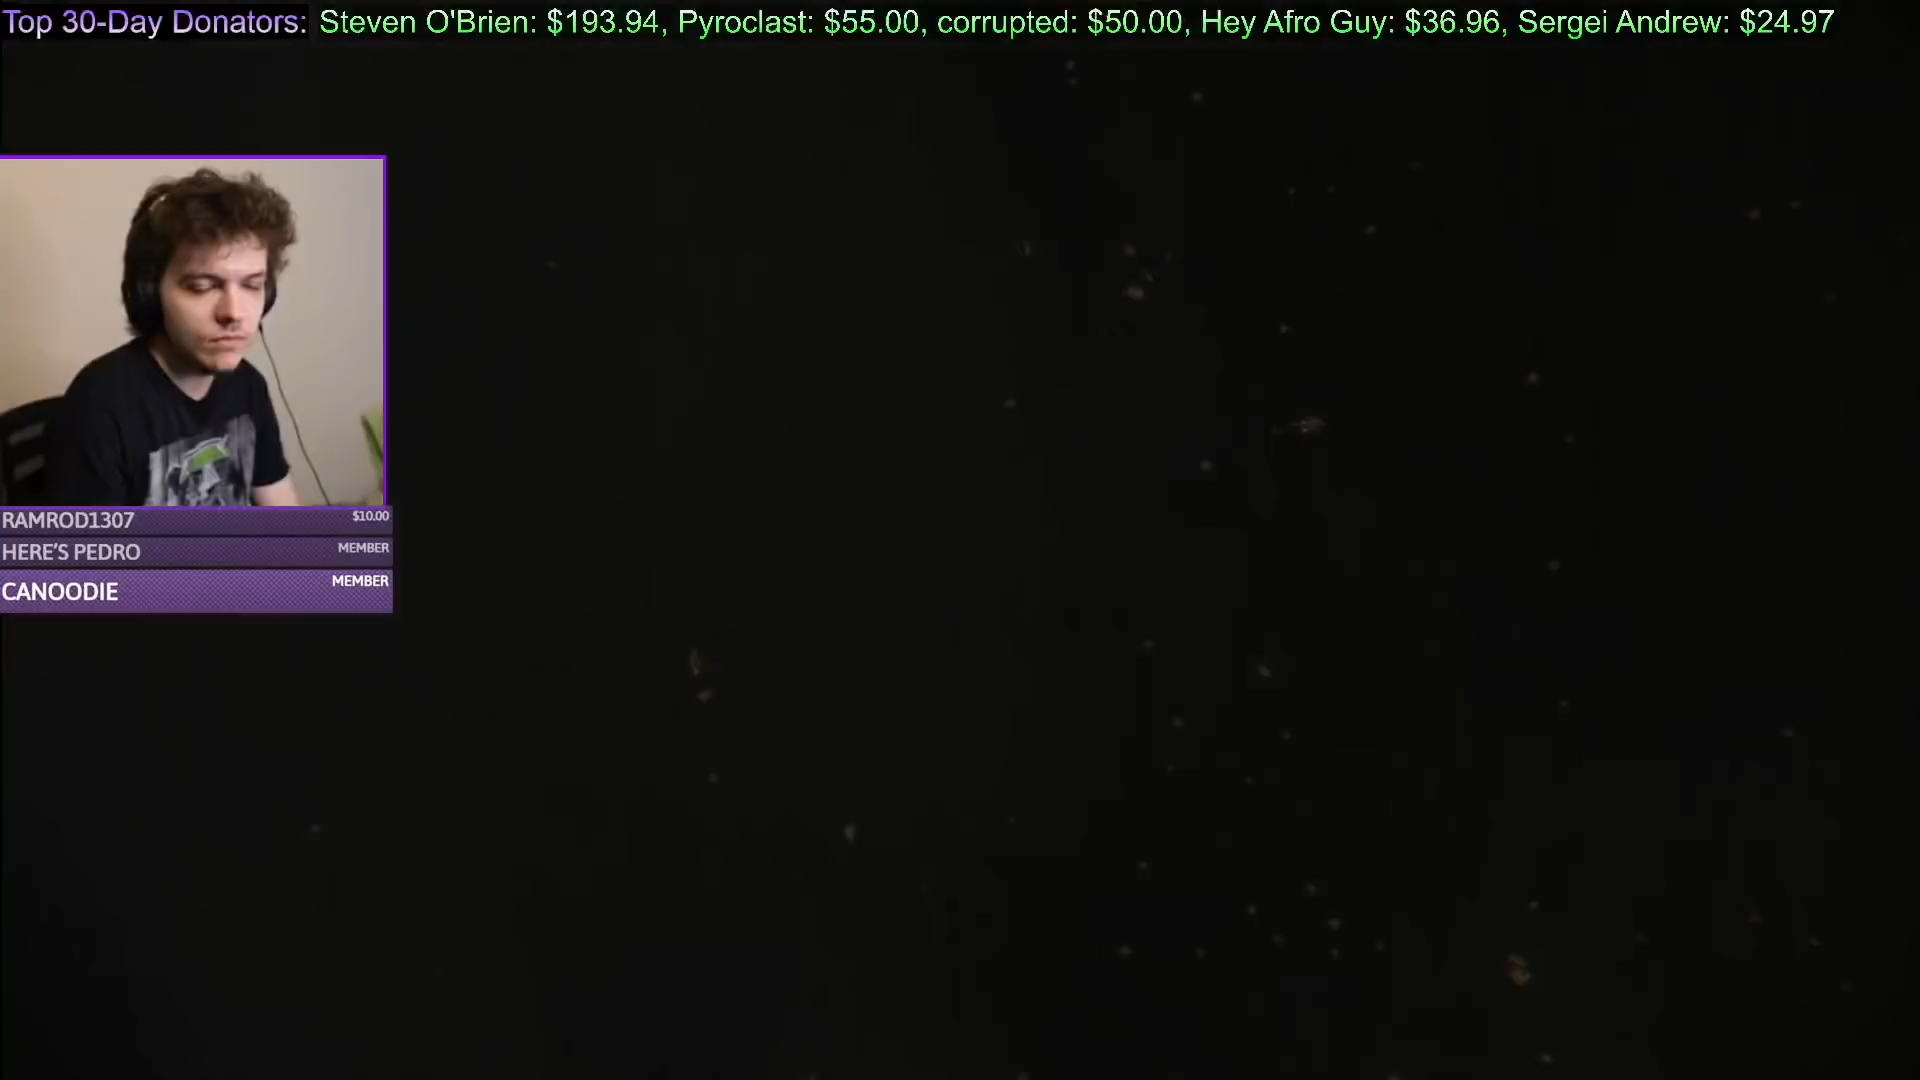 Top 30-Day Donators: Steven O'Brien: $193.94, Pyroclast: $55.00, corrupted: $50.00, Hey Afro Guy: $36.96, Sergei Andrew: $24.97
RAMROD1307 $10.00
HERE'S PEDRO MEMBER
CANOODIE MEMBER